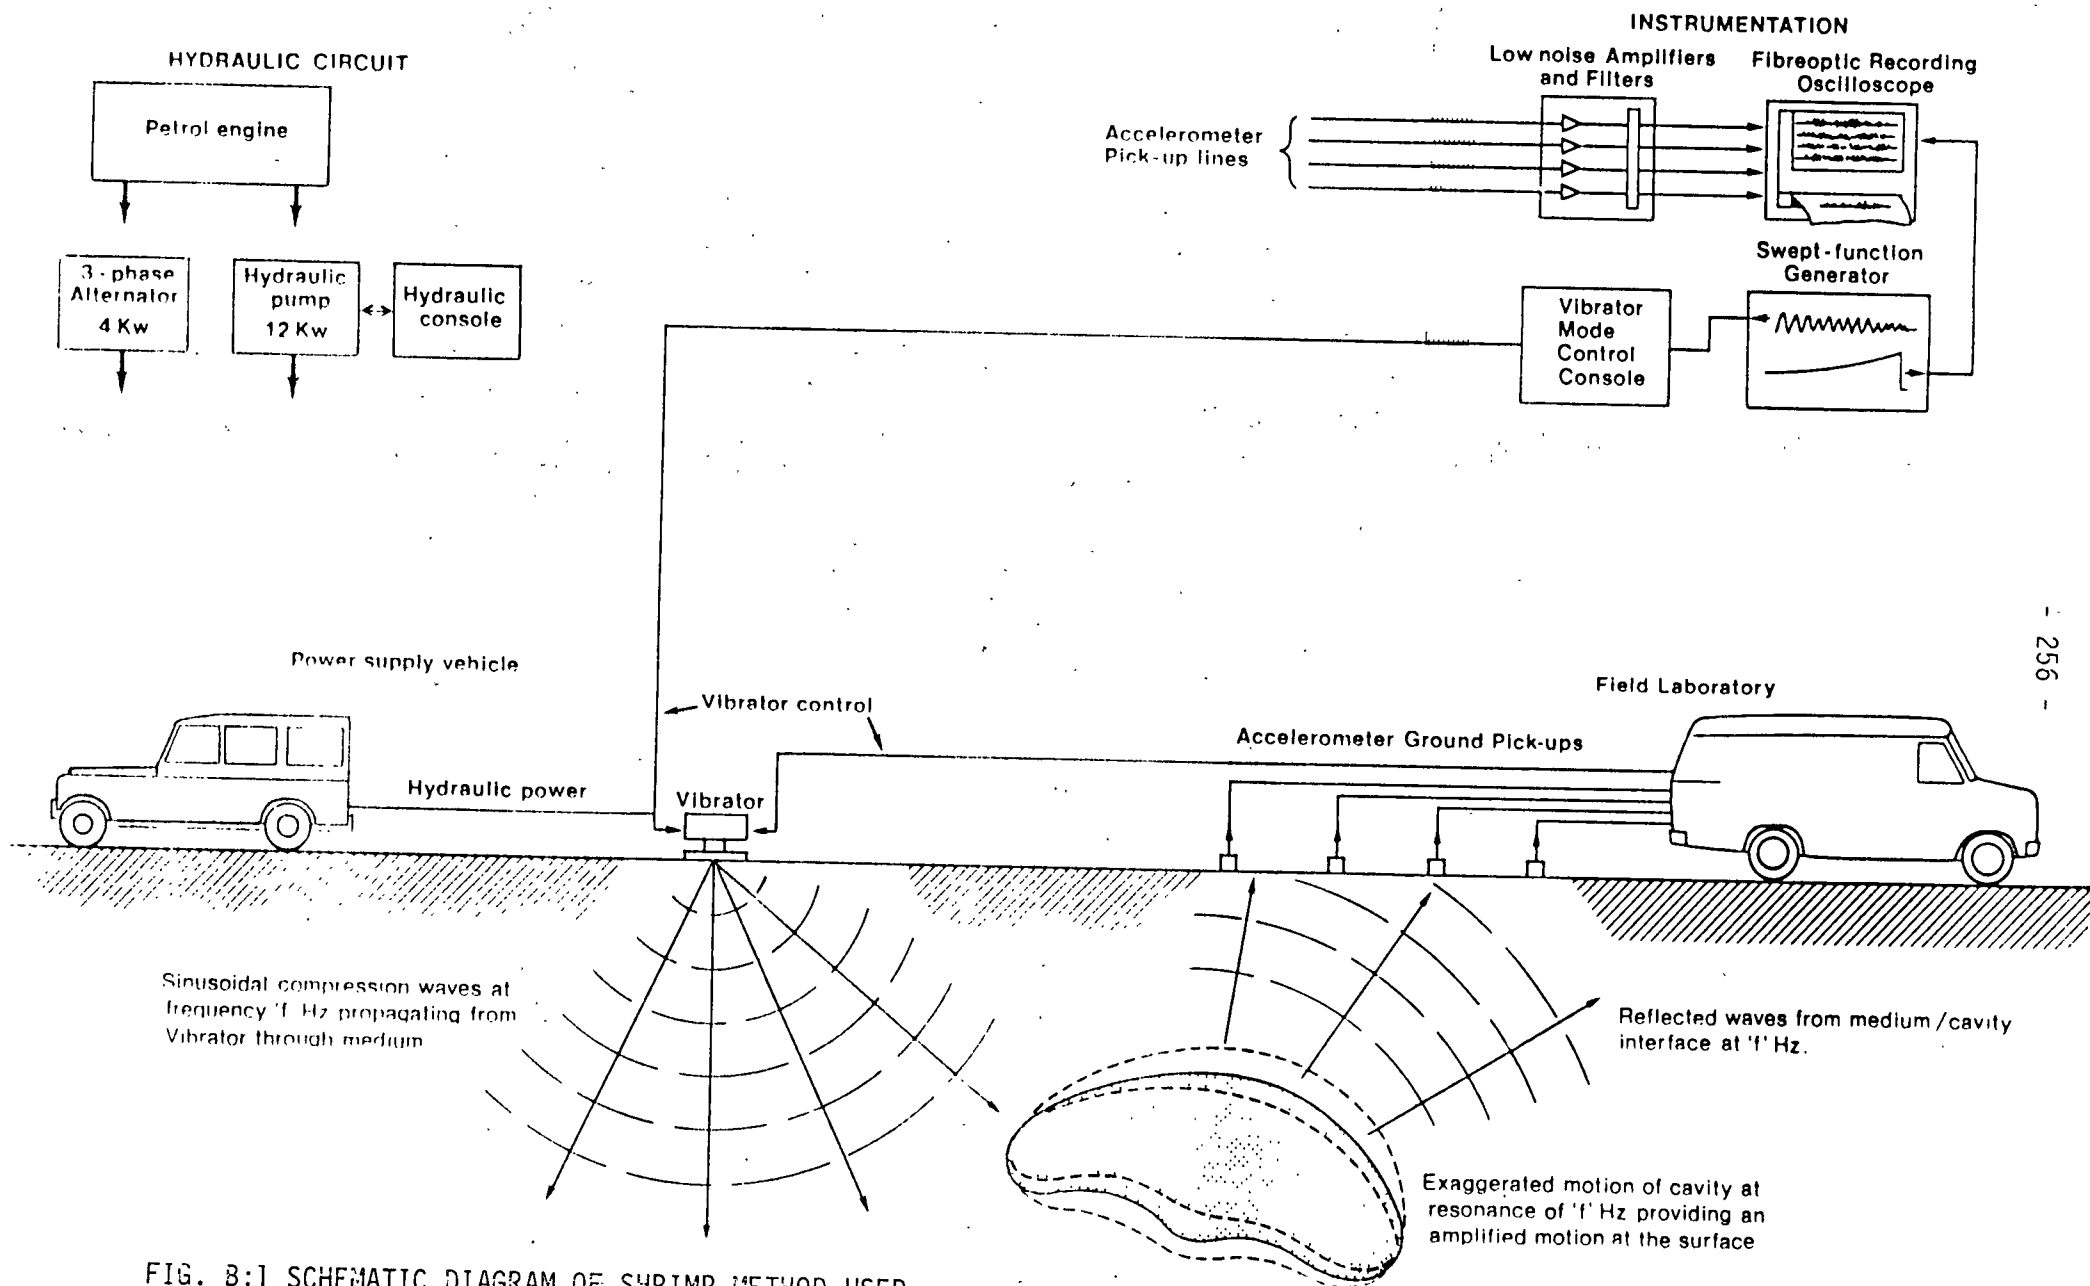 INSTRUMENTATION
HYDRAULIC CIRCUIT
Petrol engine
3-phase
Alternator
4 Kw
Hydraulic
pump
12 Kw
Hydraulic
console
Low noise Amplifiers
and Filters
Fibreoptic Recording
Oscilloscope
Accelerometer
Pick-up lines
Swept-function
Generator
Vibrator
Mode
Control
Console
- 256 -
Power supply vehicle
Vibrator control
Field Laboratory
Accelerometer Ground Pick-ups
Hydraulic power
Vibrator
Sinusoidal compression waves at
frequency 'f' Hz propagating from
Vibrator through medium
Reflected waves from medium/cavity
interface at 'f' Hz.
Exaggerated motion of cavity at
resonance of 'f' Hz providing an
amplified motion at the surface
FIG. B:1 SCHEMATIC DIAGRAM OF SHRIMP METHOD USED